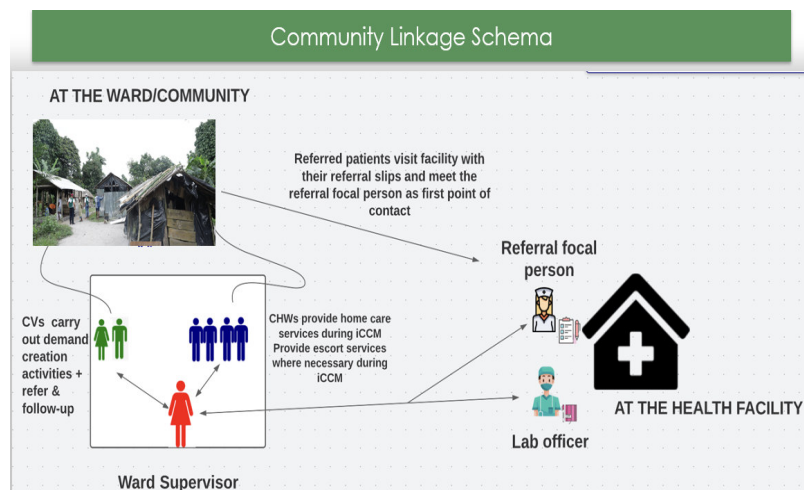 Community Linkage Schema
AT THE WARD/COMMUNITY
Referred patients visit facility with
their referral slips and meet the
referral focal person as first point of
contact
Referral focal
person
CVs carry
out demand
creation
activities +
refer &
follow-up
CHWs provide home care
services during iCCM
Provide escort services
where necessary during
iCCM
AT THE HEALTH FACILITY
Lab officer
Ward Supervisor